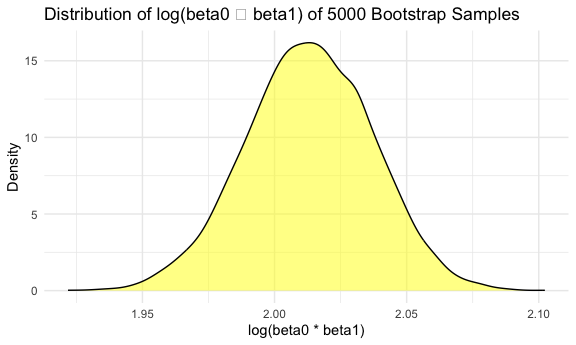 Distribution of log(beta0 □ beta1) of 5000 Bootstrap Samples
15
10
5
0
Density
1.95 2.00 2.05 2.10
log(beta0 * beta1)